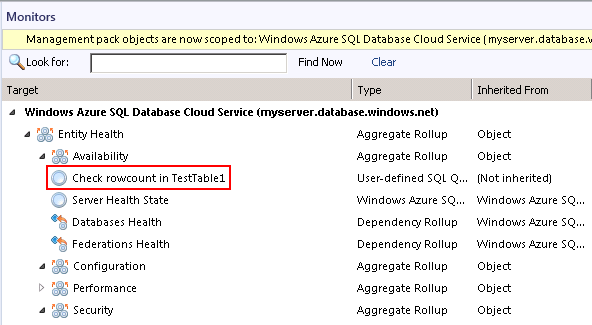 Monitors
Management pack objects are now scoped to: Windows Azure SQL Database Cloud Service (myserver.database.w
Look for: Find Now Clear
Target Type Inherited From
Windows Azure SQL Database Cloud Service (myserver.database.windows.net)
Entity Health Aggregate Rollup Object
Availability Aggregate Rollup Object
Check rowcount in TestTable1 User-defined SQL Q... (Not inherited)
Server Health State Windows Azure SQ... Windows Azure SQ...
Databases Health Dependency Rollup Windows Azure SQ...
Federations Health Dependency Rollup Windows Azure SQ...
Configuration Aggregate Rollup Object
Performance Aggregate Rollup Object
Security Aggregate Rollup Object